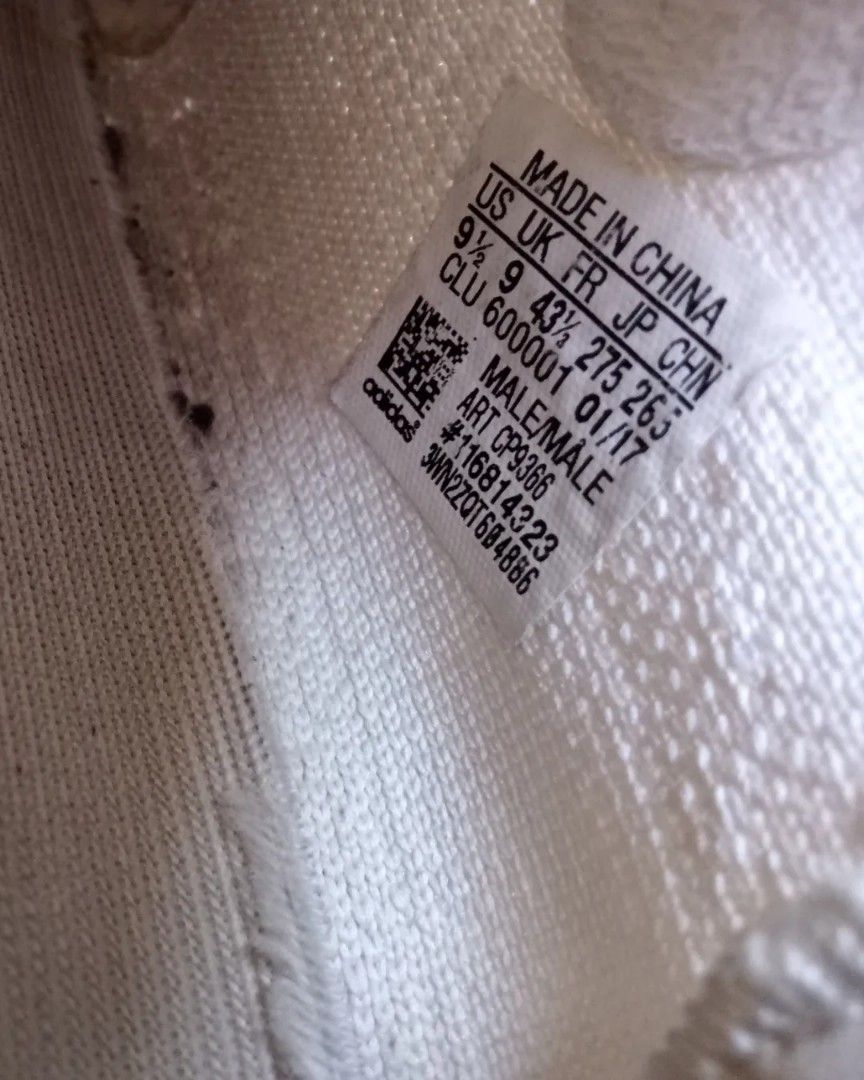 MADE IN CHINA
US UK FR JP CHN
9½ 9 43⅓ 275 265
CLU 600001 01/17
MALE/MÂLE
ART CP9366
#116814323
adidas®